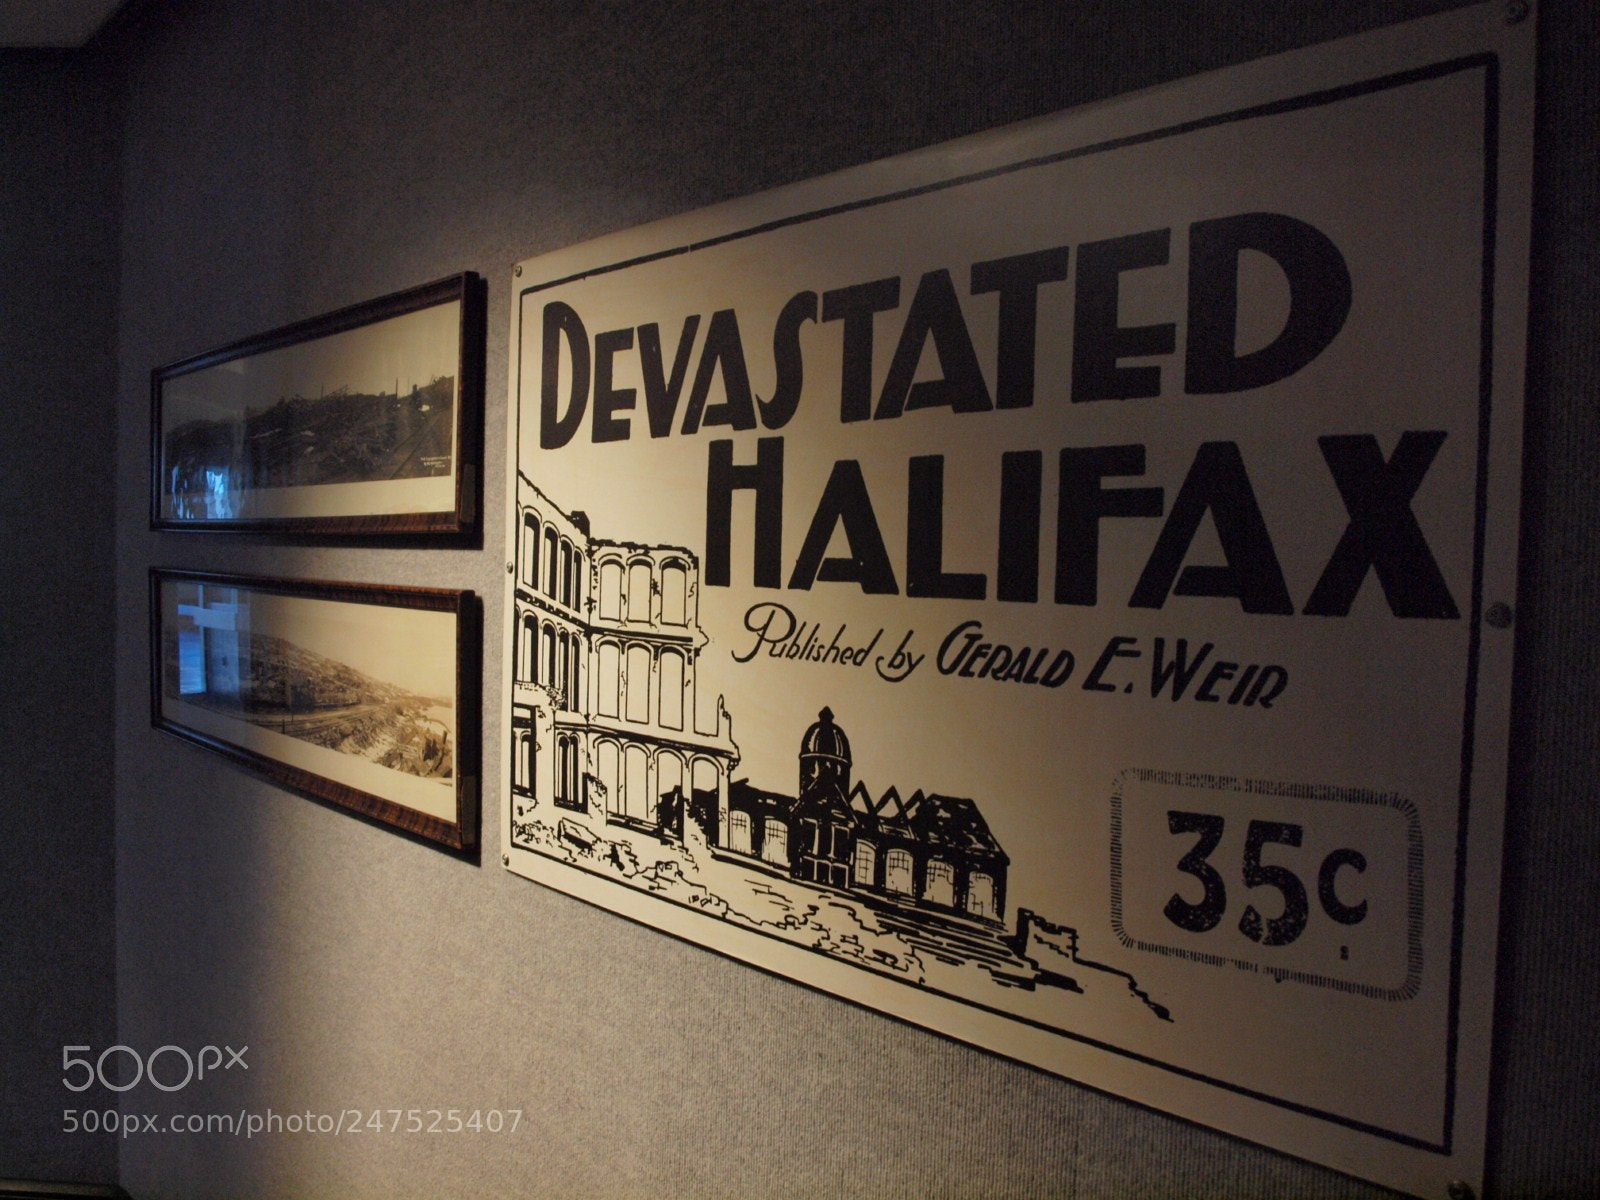 DEVASTATED
HALIFAX
Published by GERALD E. WEIR
35c
500px
500px.com/photo/247525407